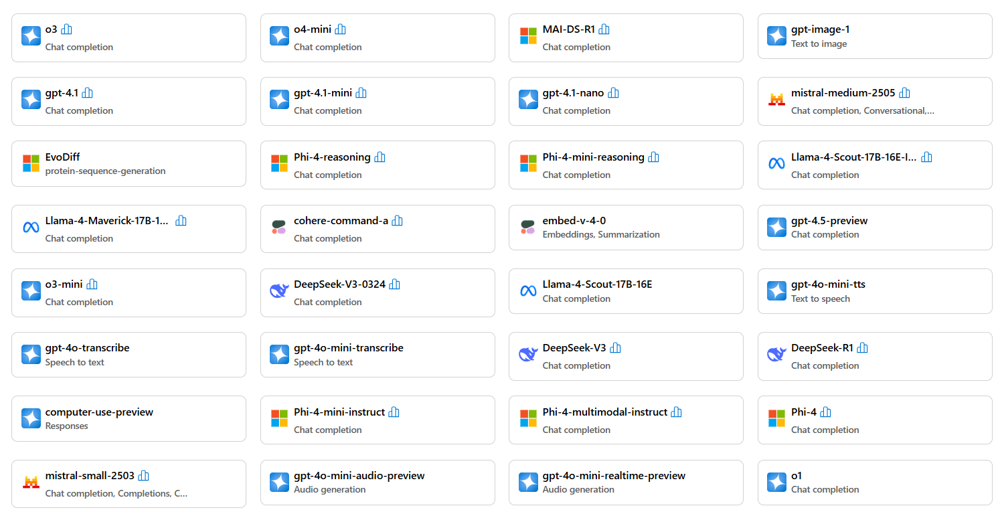 o3
Chat completion
o4-mini
Chat completion
MAI-DS-R1
Chat completion
gpt-image-1
Text to image
gpt-4.1
Chat completion
gpt-4.1-mini
Chat completion
gpt-4.1-nano
Chat completion
mistral-medium-2505
Chat completion, Conversational,...
EvoDiff
protein-sequence-generation
Phi-4-reasoning
Chat completion
Phi-4-mini-reasoning
Chat completion
Llama-4-Scout-17B-16E-I...
Chat completion
Llama-4-Maverick-17B-1...
Chat completion
cohere-command-a
Chat completion
embed-v-4-0
Embeddings, Summarization
gpt-4.5-preview
Chat completion
o3-mini
Chat completion
DeepSeek-V3-0324
Chat completion
Llama-4-Scout-17B-16E
Chat completion
gpt-4o-mini-tts
Text to speech
gpt-4o-transcribe
Speech to text
gpt-4o-mini-transcribe
Speech to text
DeepSeek-V3
Chat completion
DeepSeek-R1
Chat completion
computer-use-preview
Responses
Phi-4-mini-instruct
Chat completion
Phi-4-multimodal-instruct
Chat completion
Phi-4
Chat completion
mistral-small-2503
Chat completion, Completions, C...
gpt-4o-mini-audio-preview
Audio generation
gpt-4o-mini-realtime-preview
Audio generation
o1
Chat completion